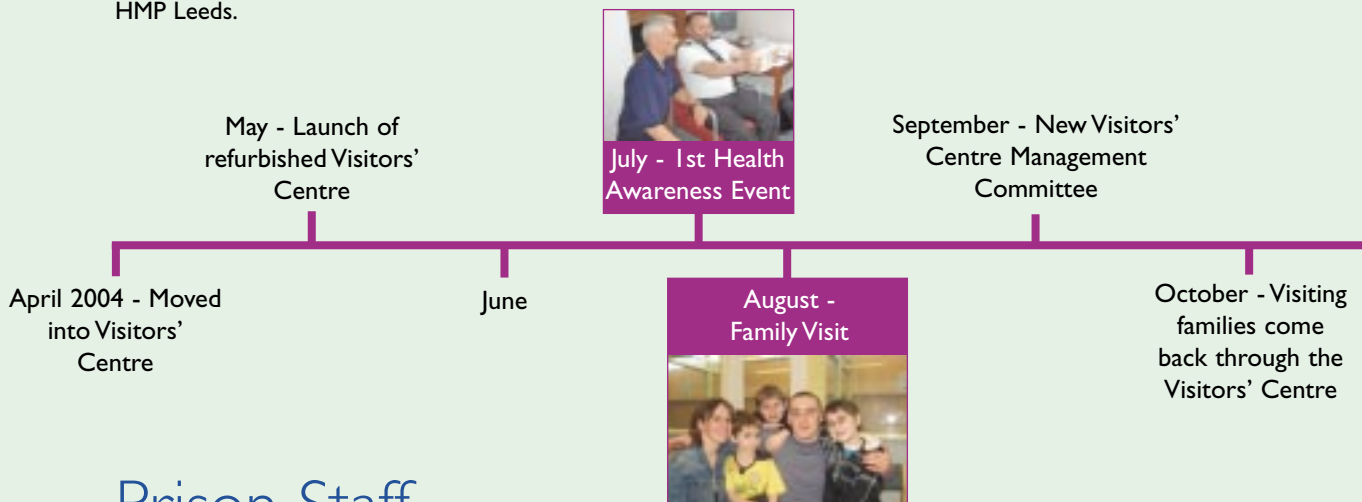 HMP Leeds.
May - Launch of
refurbished Visitors’
Centre
July - 1st Health
Awareness Event
September - New Visitors’
Centre Management
Committee
April 2004 - Moved
into Visitors’
Centre
June
August -
Family Visit
October - Visiting
families come
back through the
Visitors’ Centre
Prison Staff